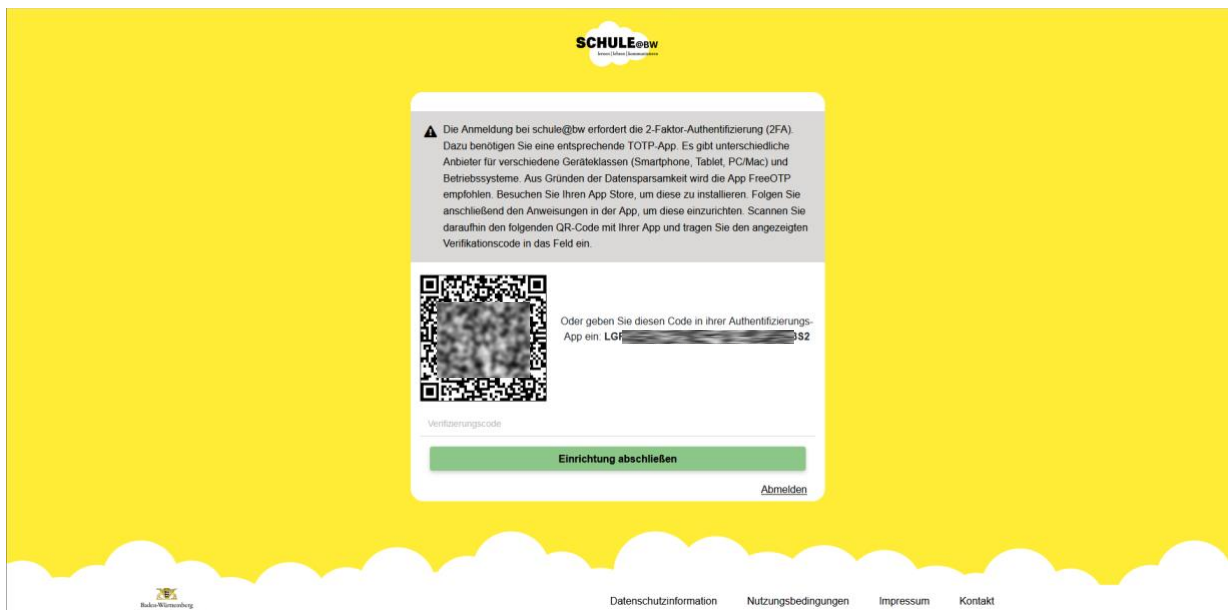 SCHULE@BW
lernen | lehren | kommunizieren
Die Anmeldung bei schule@bw erfordert die 2-Faktor-Authentifizierung (2FA).
Dazu benötigen Sie eine entsprechende TOTP-App. Es gibt unterschiedliche
Anbieter für verschiedene Geräteklassen (Smartphone, Tablet, PC/Mac) und
Betriebssysteme. Aus Gründen der Datensparsamkeit wird die App FreeOTP
empfohlen. Besuchen Sie Ihren App Store, um diese zu installieren. Folgen Sie
anschließend den Anweisungen in der App, um diese einzurichten. Scannen Sie
daraufhin den folgenden QR-Code mit Ihrer App und tragen Sie den angezeigten
Verifikationscode in das Feld ein.
Oder geben Sie diesen Code in ihrer Authentifizierungs-
App ein:
Verifizierungscode
Einrichtung abschließen
Abmelden
Baden-Württemberg
Datenschutzinformation Nutzungsbedingungen Impressum Kontakt